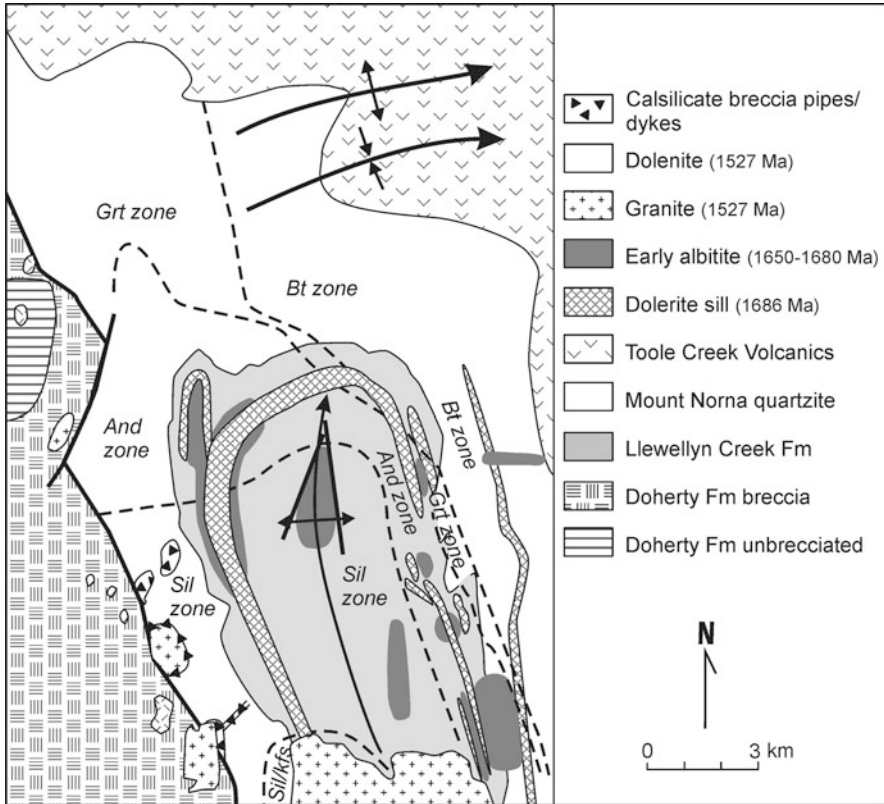 Grt zone
Bt zone
And
zone
Bt zone
And zone
Grt zone
Sil
zone
Sil
zone
Sil/kfs
Calsilicate breccia pipes/
dykes
Dolenite (1527 Ma)
Granite (1527 Ma)
Early albitite (1650-1680 Ma)
Dolerite sill (1686 Ma)
Toole Creek Volcanics
Mount Norna quartzite
Llewellyn Creek Fm
Doherty Fm breccia
Doherty Fm unbrecciated
N
0 3 km